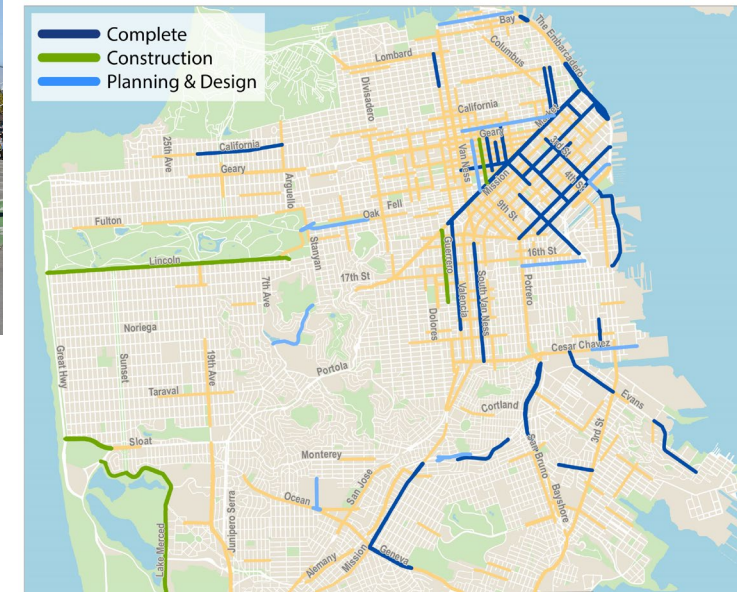 Complete
Construction
Planning & Design
Bay
The Embarcadero
Columbus
Lombard
Divisadero
California
Geary
Van Ness
Mission
3rd St
4th St
9th St
25th Ave
California
Geary
Arguello
Fulton
Oak
Fell
Stanyan
Lincoln
16th St
17th St
Guerrero
Valencia
South Van Ness
Potrero
Dolores
7th Ave
Great Hwy
Noriega
Sunset
19th Ave
Taraval
Portola
Cesar Chavez
Evans
3rd St
Cortland
San Bruno
Bayshore
Sloat
Monterey
Ocean
San Jose
Junipero Serra
Lake Merced
Alemany
Mission
Geneva